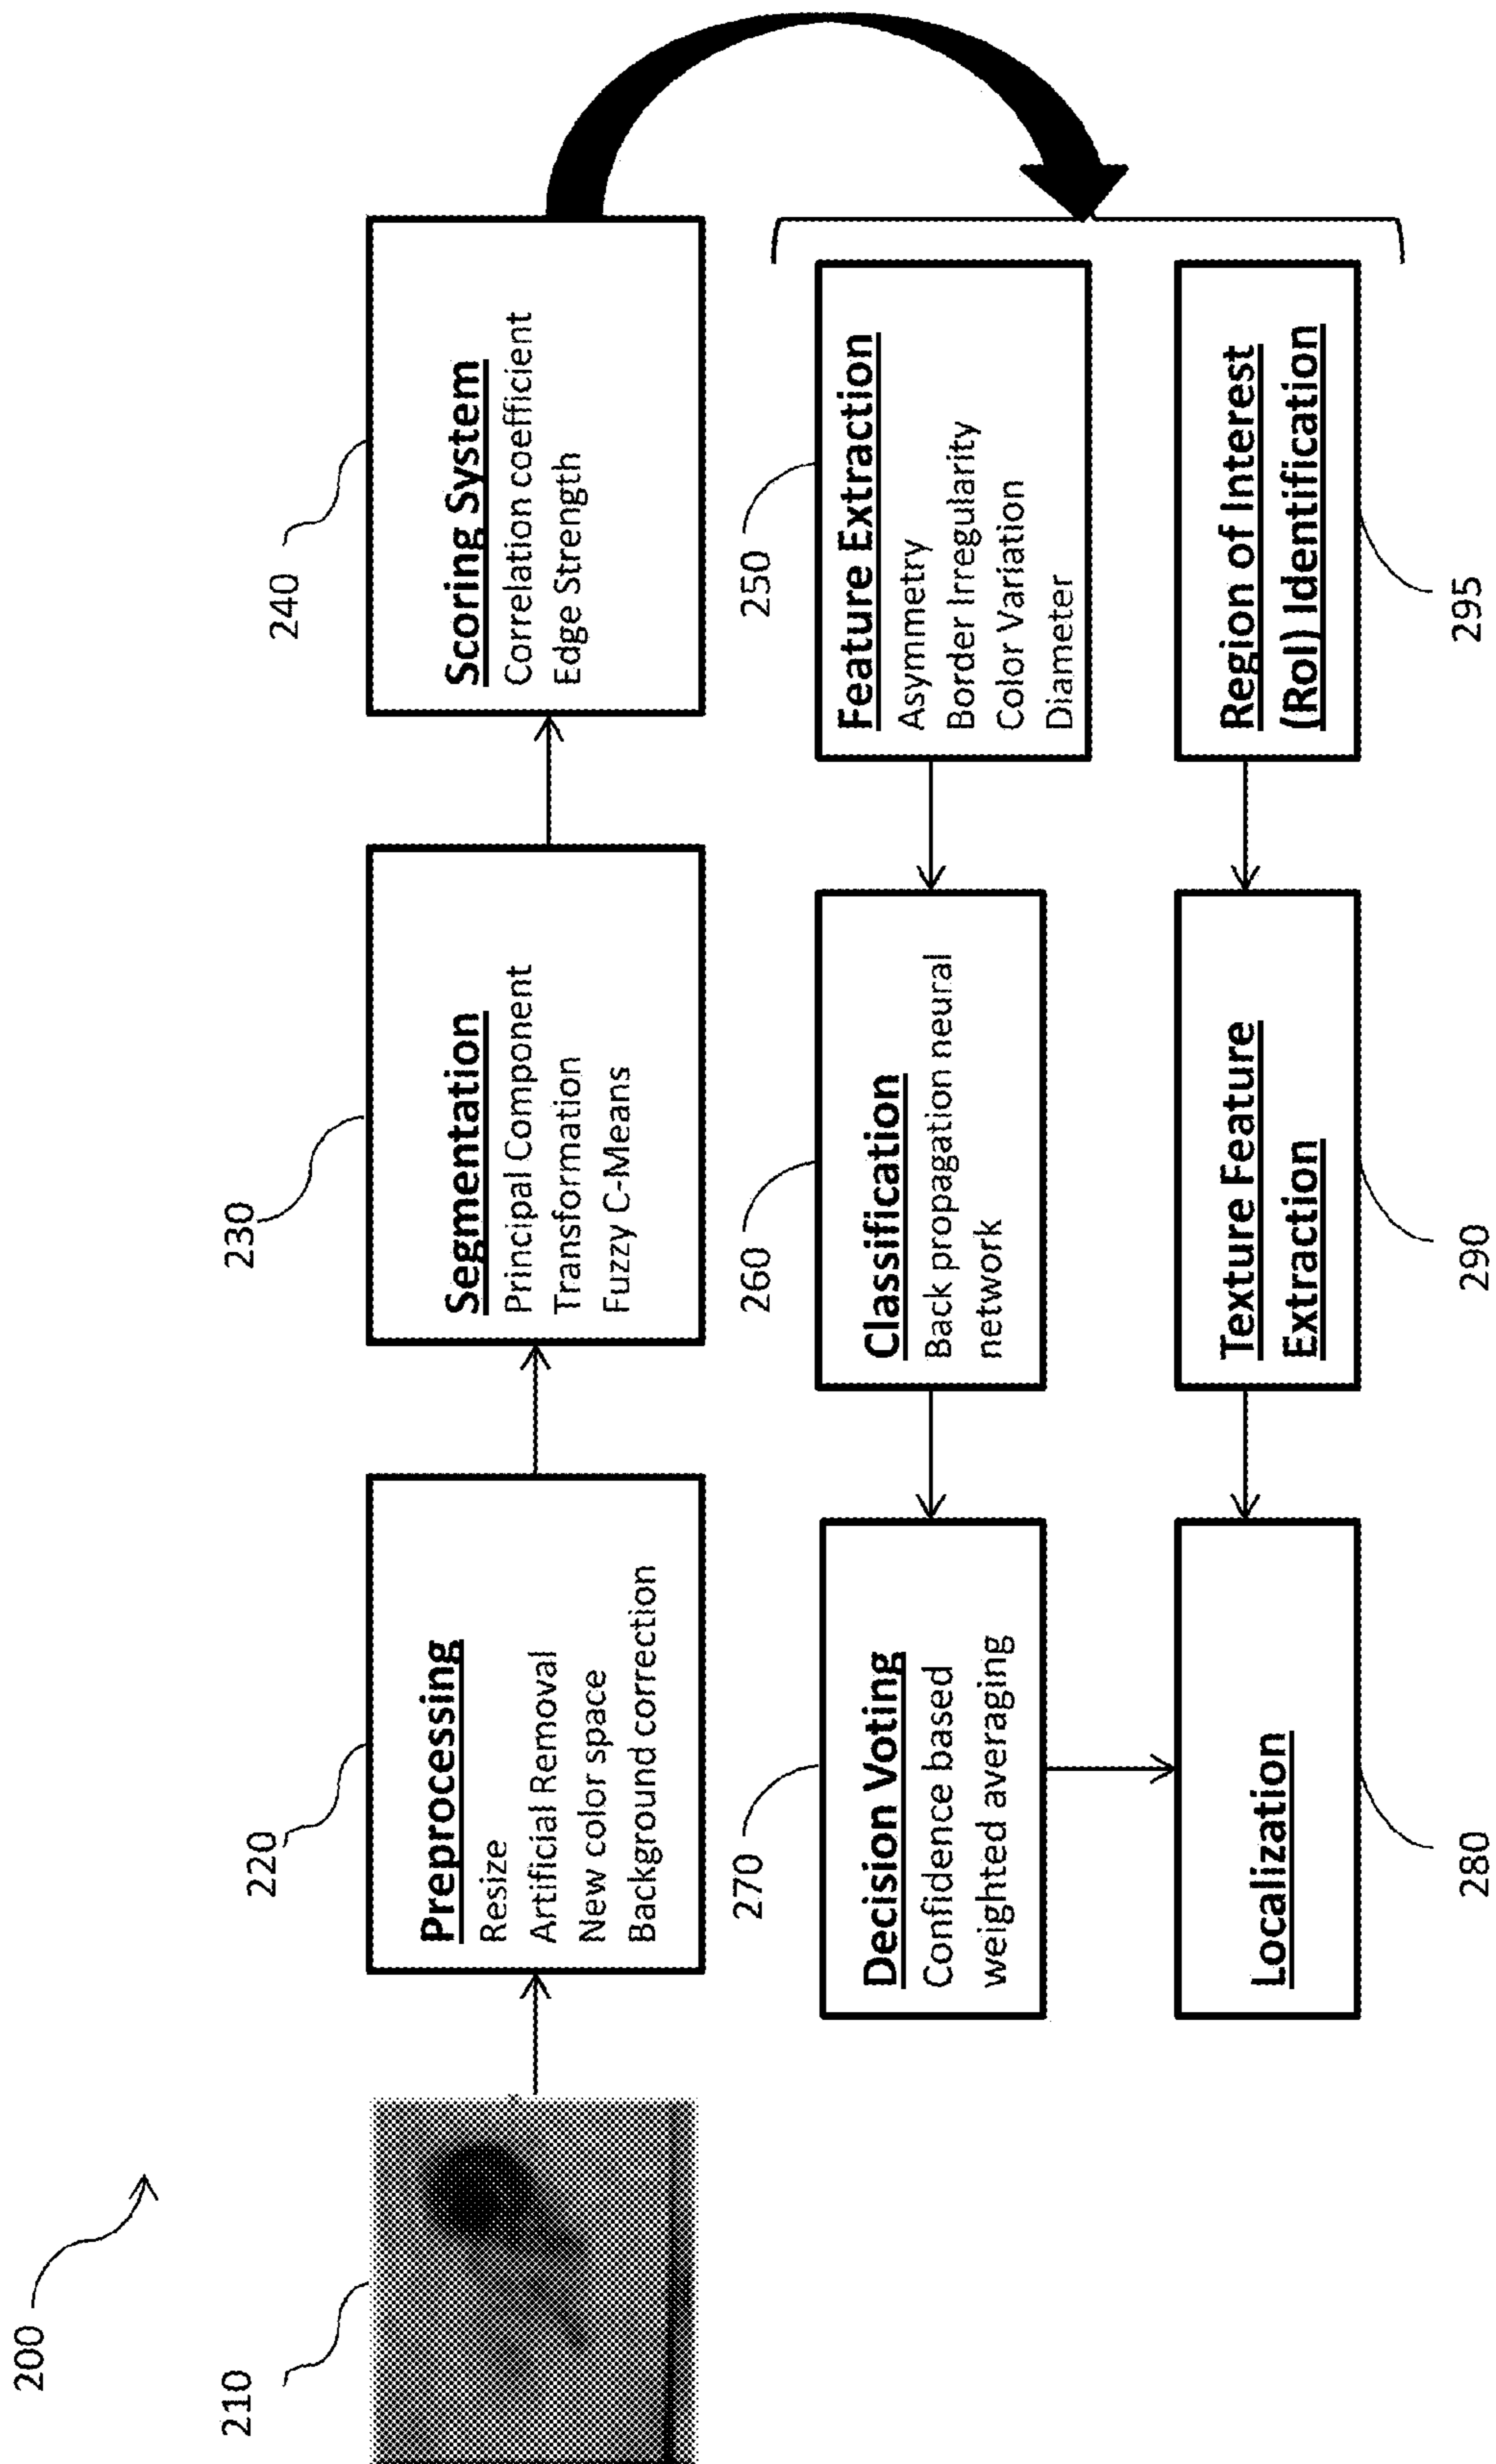 200
210
220
Preprocessing
Resize
Artificial Removal
New color space
Background correction
230
Segmentation
Principal Component
Transformation
Fuzzy C-Means
240
Scoring System
Correlation coefficient
Edge Strength
250
Feature Extraction
Asymmetry
Border Irregularity
Color Variation
Diameter
260
Classification
Back propagation neural
network
270
Decision Voting
Confidence based
weighted averaging
Localization
280
Texture Feature
Extraction
290
Region of Interest
(RoI) Identification
295